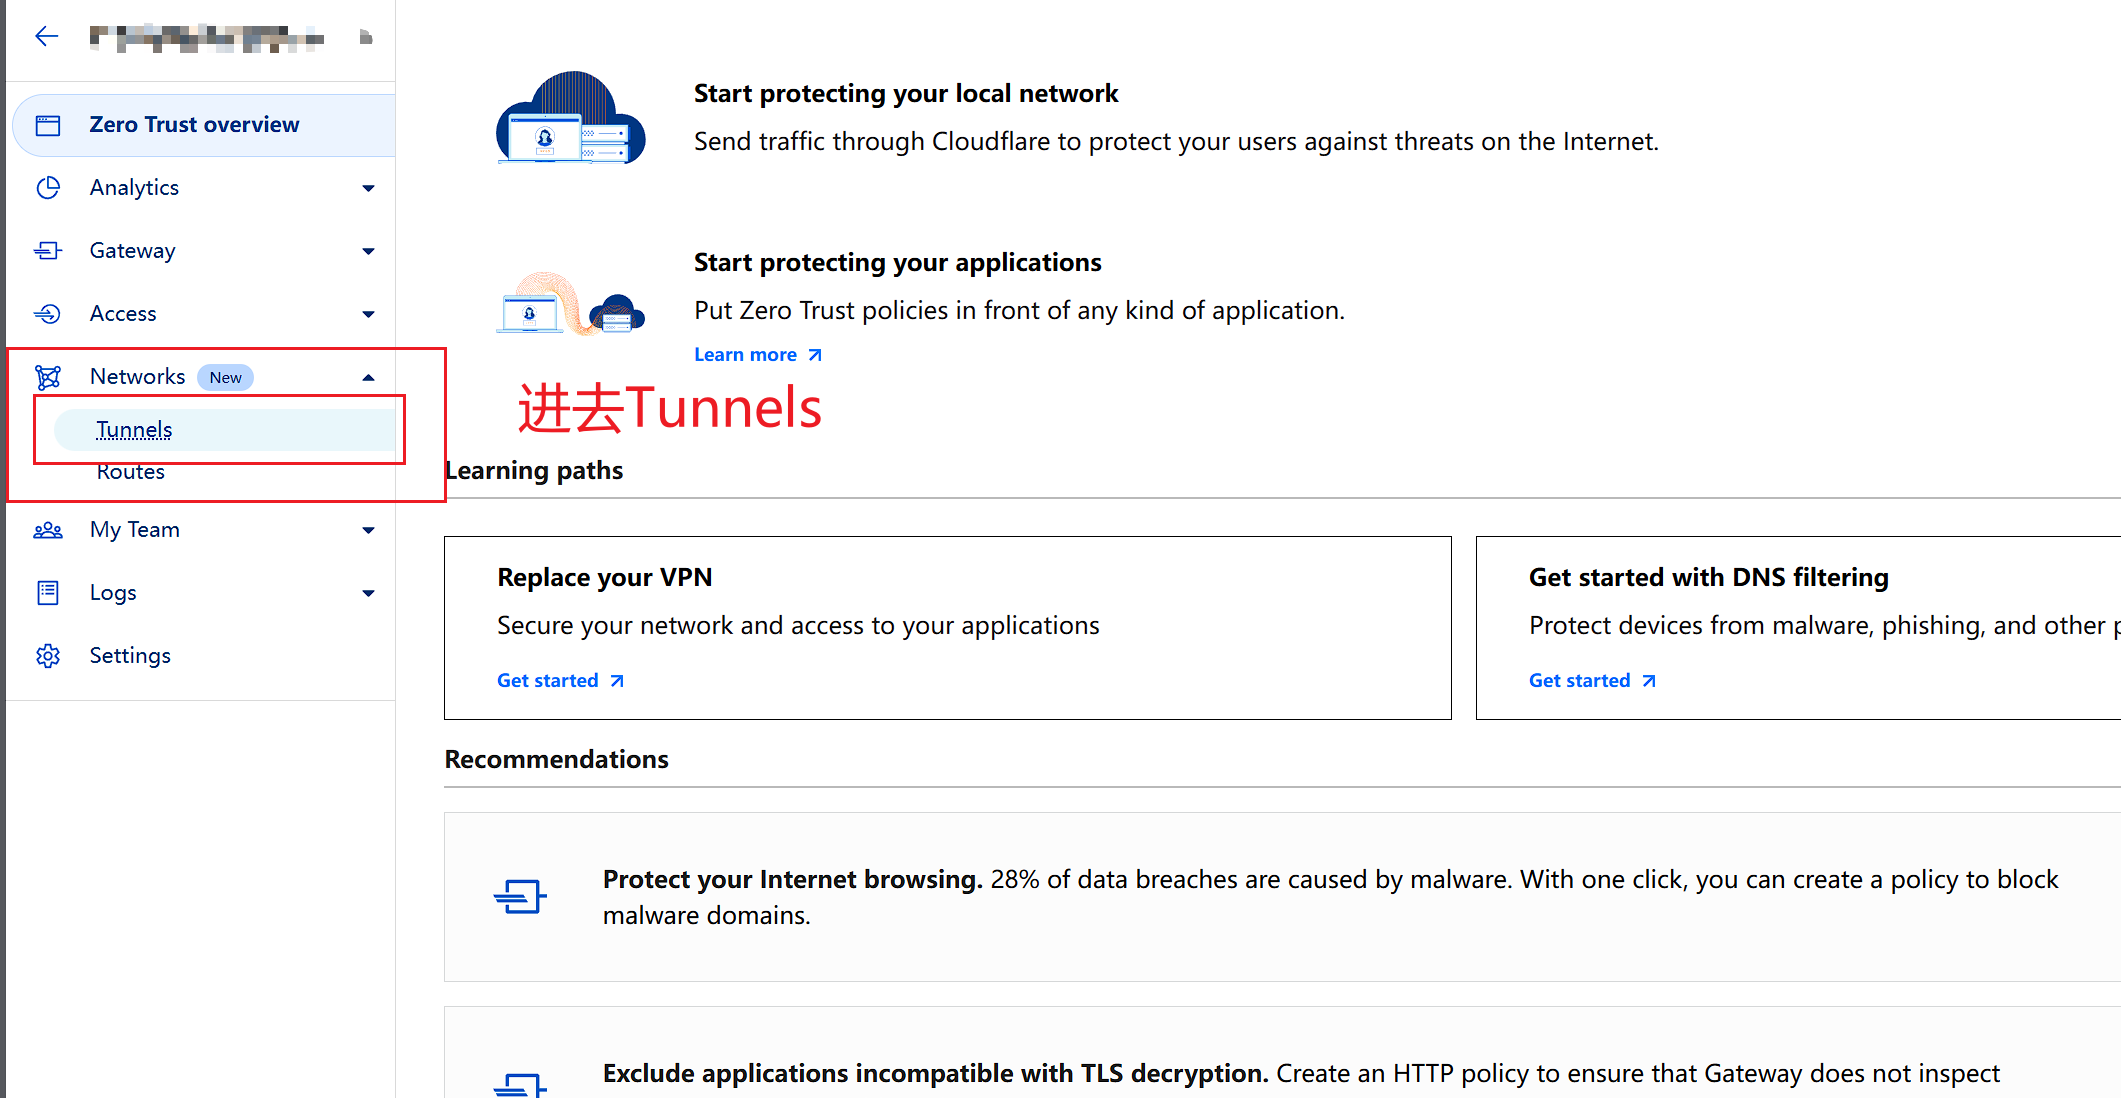 Zero Trust overview
Analytics
Gateway
Access
Networks New
Tunnels
Routes
My Team
Logs
Settings
Start protecting your local network
Send traffic through Cloudflare to protect your users against threats on the Internet.
Start protecting your applications
Put Zero Trust policies in front of any kind of application.
Learn more
进去Tunnels
Learning paths
Replace your VPN
Secure your network and access to your applications
Get started
Get started with DNS filtering
Protect devices from malware, phishing, and other
Get started
Recommendations
Protect your Internet browsing. 28% of data breaches are caused by malware. With one click, you can create a policy to block
malware domains.
Exclude applications incompatible with TLS decryption. Create an HTTP policy to ensure that Gateway does not inspect